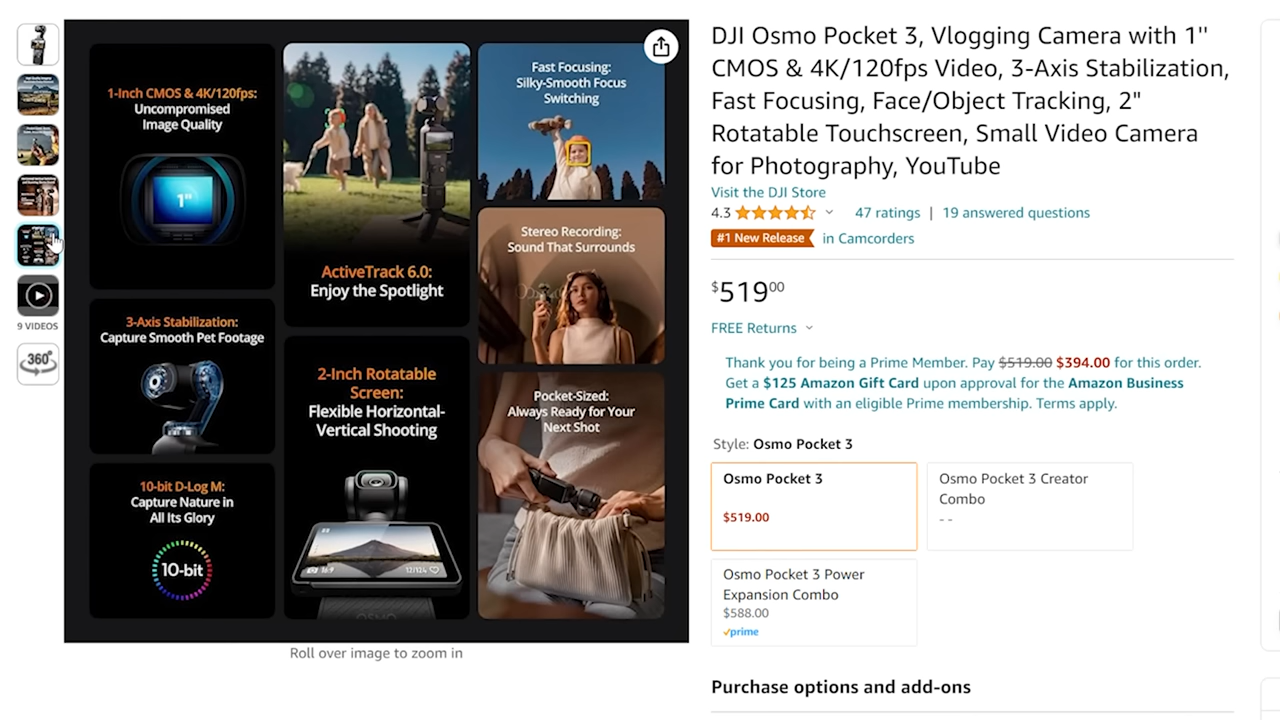 1-Inch CMOS & 4K/120fps:
Uncompromised
Image Quality
1"
3-Axis Stabilization:
Capture Smooth Pet Footage
10-bit D-Log M:
Capture Nature in
All Its Glory
10-bit
ActiveTrack 6.0:
Enjoy the Spotlight
2-Inch Rotatable
Screen:
Flexible Horizontal-
Vertical Shooting
16:9
OSMO
Fast Focusing:
Silky-Smooth Focus
Switching
Stereo Recording:
Sound That Surrounds
Pocket-Sized:
Always Ready for Your
Next Shot
9 VIDEOS
360°
Roll over image to zoom in
DJI Osmo Pocket 3, Vlogging Camera with 1''
CMOS & 4K/120fps Video, 3-Axis Stabilization,
Fast Focusing, Face/Object Tracking, 2"
Rotatable Touchscreen, Small Video Camera
for Photography, YouTube
Visit the DJI Store
4.3 47 ratings | 19 answered questions
#1 New Release in Camcorders
$51900
FREE Returns
Thank you for being a Prime Member. Pay $519.00 $394.00 for this order.
Get a $125 Amazon Gift Card upon approval for the Amazon Business
Prime Card with an eligible Prime membership. Terms apply.
Style: Osmo Pocket 3
Osmo Pocket 3
$519.00
Osmo Pocket 3 Creator
Combo
- -
Osmo Pocket 3 Power
Expansion Combo
$588.00
prime
Purchase options and add-ons